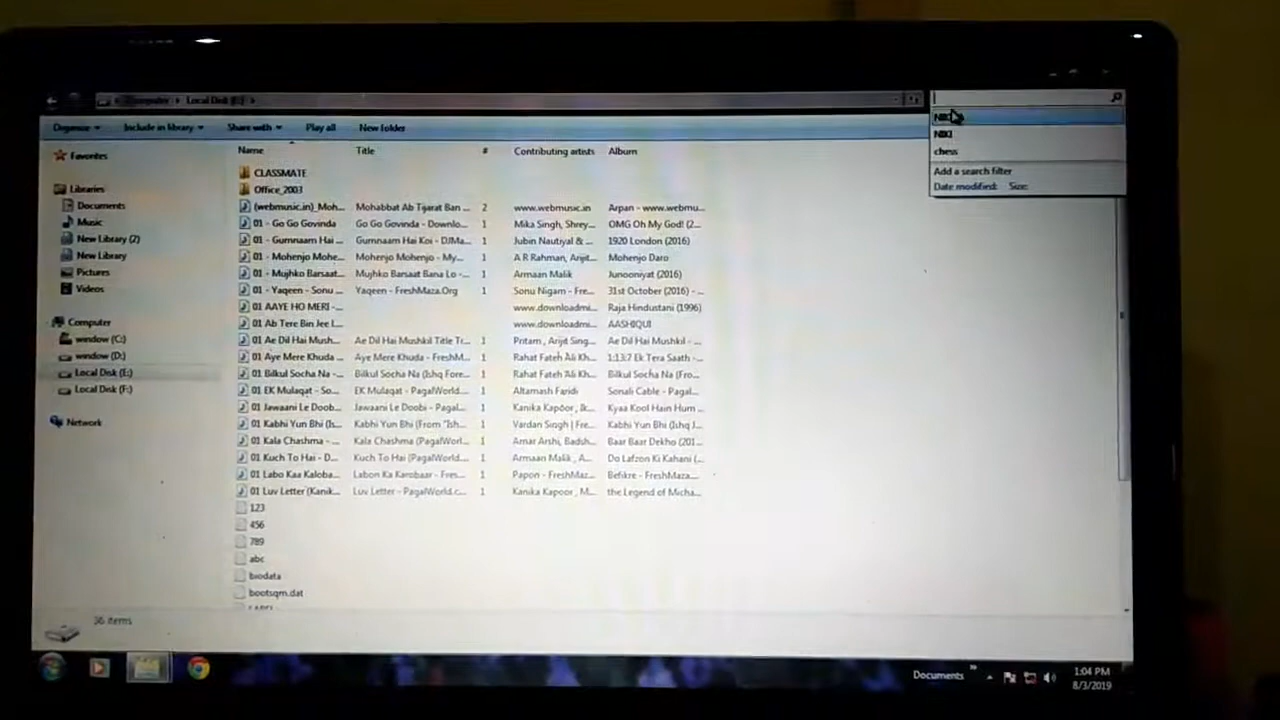 Computer Local Disk (E:)
NIKI
chess
Add a search filter
Date modified: Size:
Organize Include in library Share with Play all New folder
Name Title # Contributing artists Album
Favorites
Libraries
Documents
Music
New Library (2)
New Library
Pictures
Videos
Computer
window (C:)
window (D:)
Local Disk (E:)
Local Disk (F:)
Network
CLASSMATE
Office_2003
(webmusic.in)_Moh... Mohabbat Ab Tijarat Ban ... 2 www.webmusic.in Arpan - www.webmu...
01 - Go Go Govinda Go Go Govinda - Downlo... 1 Mika Singh, Shrey... OMG Oh My God! (2...
01 - Gumnaam Hai ... Gumnaam Hai Koi - DJMa... 1 Jubin Nautiyal & ... 1920 London (2016)
01 - Mohenjo Mohe... Mohenjo Mohenjo - My... 1 A R Rahman, Arijit... Mohenjo Daro
01 - Mujhko Barsaat... Mujhko Barsaat Bana Lo -... 1 Armaan Malik Junooniyat (2016)
01 - Yaqeen - Sonu ... Yaqeen - FreshMaza.Org 1 Sonu Nigam - Fre... 31st October (2016) - ...
01 AAYE HO MERI -... www.downloadmi... Raja Hindustani (1996)
01 Ab Tere Bin Jee I... www.downloadmi... AASHIQUI
01 Ae Dil Hai Mush... Ae Dil Hai Mushkil Title Tr... 1 Pritam , Arijit Sing... Ae Dil Hai Mushkil - ...
01 Aye Mere Khuda ... Aye Mere Khuda - FreshM... 1 Rahat Fateh Ali Kh... 1:13:7 Ek Tera Saath -...
01 Bilkul Socha Na -... Bilkul Socha Na (Ishq Fore... 1 Rahat Fateh Ali Kh... Bilkul Socha Na (Fro...
01 EK Mulaqat - So... EK Mulaqat - PagalWorld.... 1 Altamash Faridi Sonali Cable - Pagal...
01 Jawaani Le Doob... Jawaani Le Doobi - Pagal... 1 Kanika Kapoor , Ik... Kyaa Kool Hain Hum ...
01 Kabhi Yun Bhi (Is... Kabhi Yun Bhi (From "Ish... 1 Vardan Singh | Fre... Kabhi Yun Bhi (Ishq J...
01 Kala Chashma - ... Kala Chashma (PagalWorl... 1 Amar Arshi, Badsh... Baar Baar Dekho (201...
01 Kuch To Hai - D... Kuch To Hai - PagalWorld.c... 1 Armaan Malik , A... Do Lafzon Ki Kahani (...
01 Labo Kaa Kaloba... Labon Ka Karobaar - Fres... 1 Papon - FreshMaz... Befikre - FreshMaza...
01 Luv Letter (Kanik... Luv Letter - PagalWorld.c... 1 Kanika Kapoor , M... the Legend of Micha...
123
456
789
abc
biodata
bootsqm.dat
36 items
Documents
1:04 PM
8/3/2019